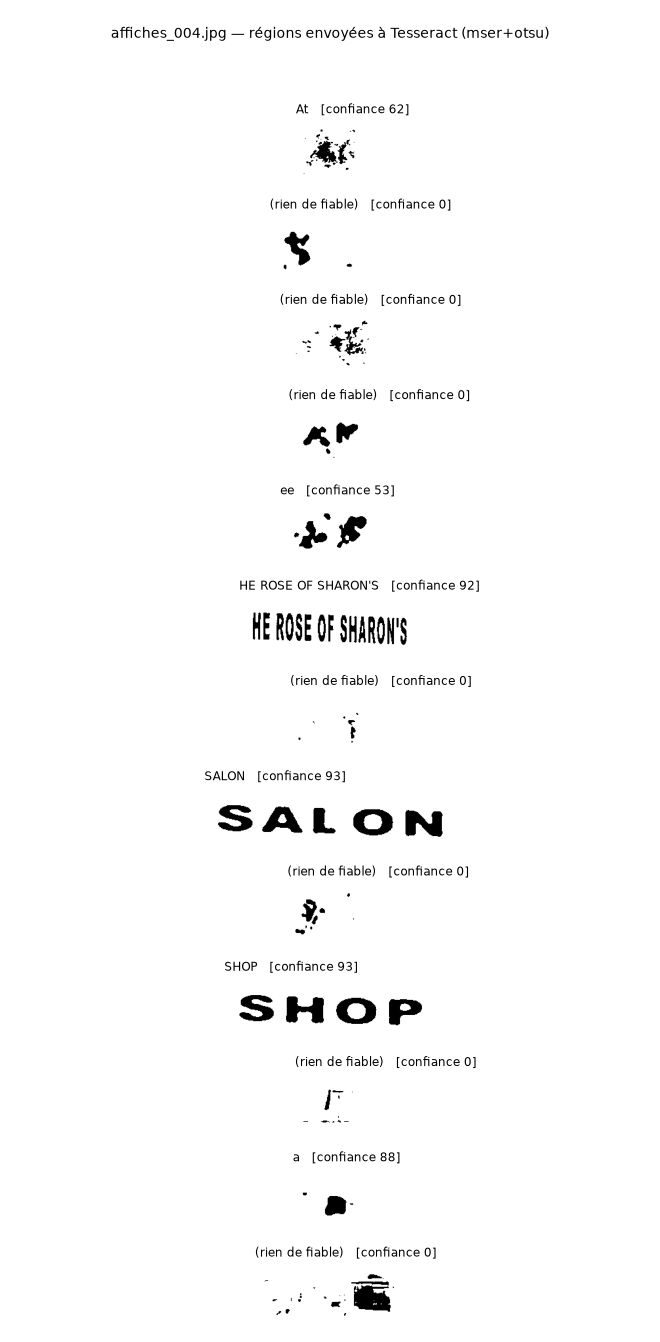 affiches_004.jpg — régions envoyées à Tesseract (mser+otsu)
At [confiance 62]
(rien de fiable) [confiance 0]
(rien de fiable) [confiance 0]
(rien de fiable) [confiance 0]
ee [confiance 53]
HE ROSE OF SHARON'S [confiance 92]
HE ROSE OF SHARON'S
(rien de fiable) [confiance 0]
SALON [confiance 93]
SALON
(rien de fiable) [confiance 0]
SHOP [confiance 93]
SHOP
(rien de fiable) [confiance 0]
a [confiance 88]
(rien de fiable) [confiance 0]